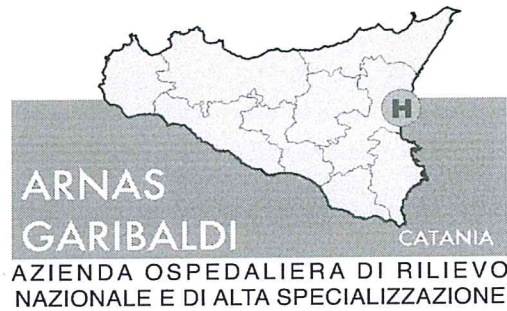 H
ARNAS
GARIBALDI
CATANIA
AZIENDA OSPEDALIERA DI RILIEVO
NAZIONALE E DI ALTA SPECIALIZZAZIONE